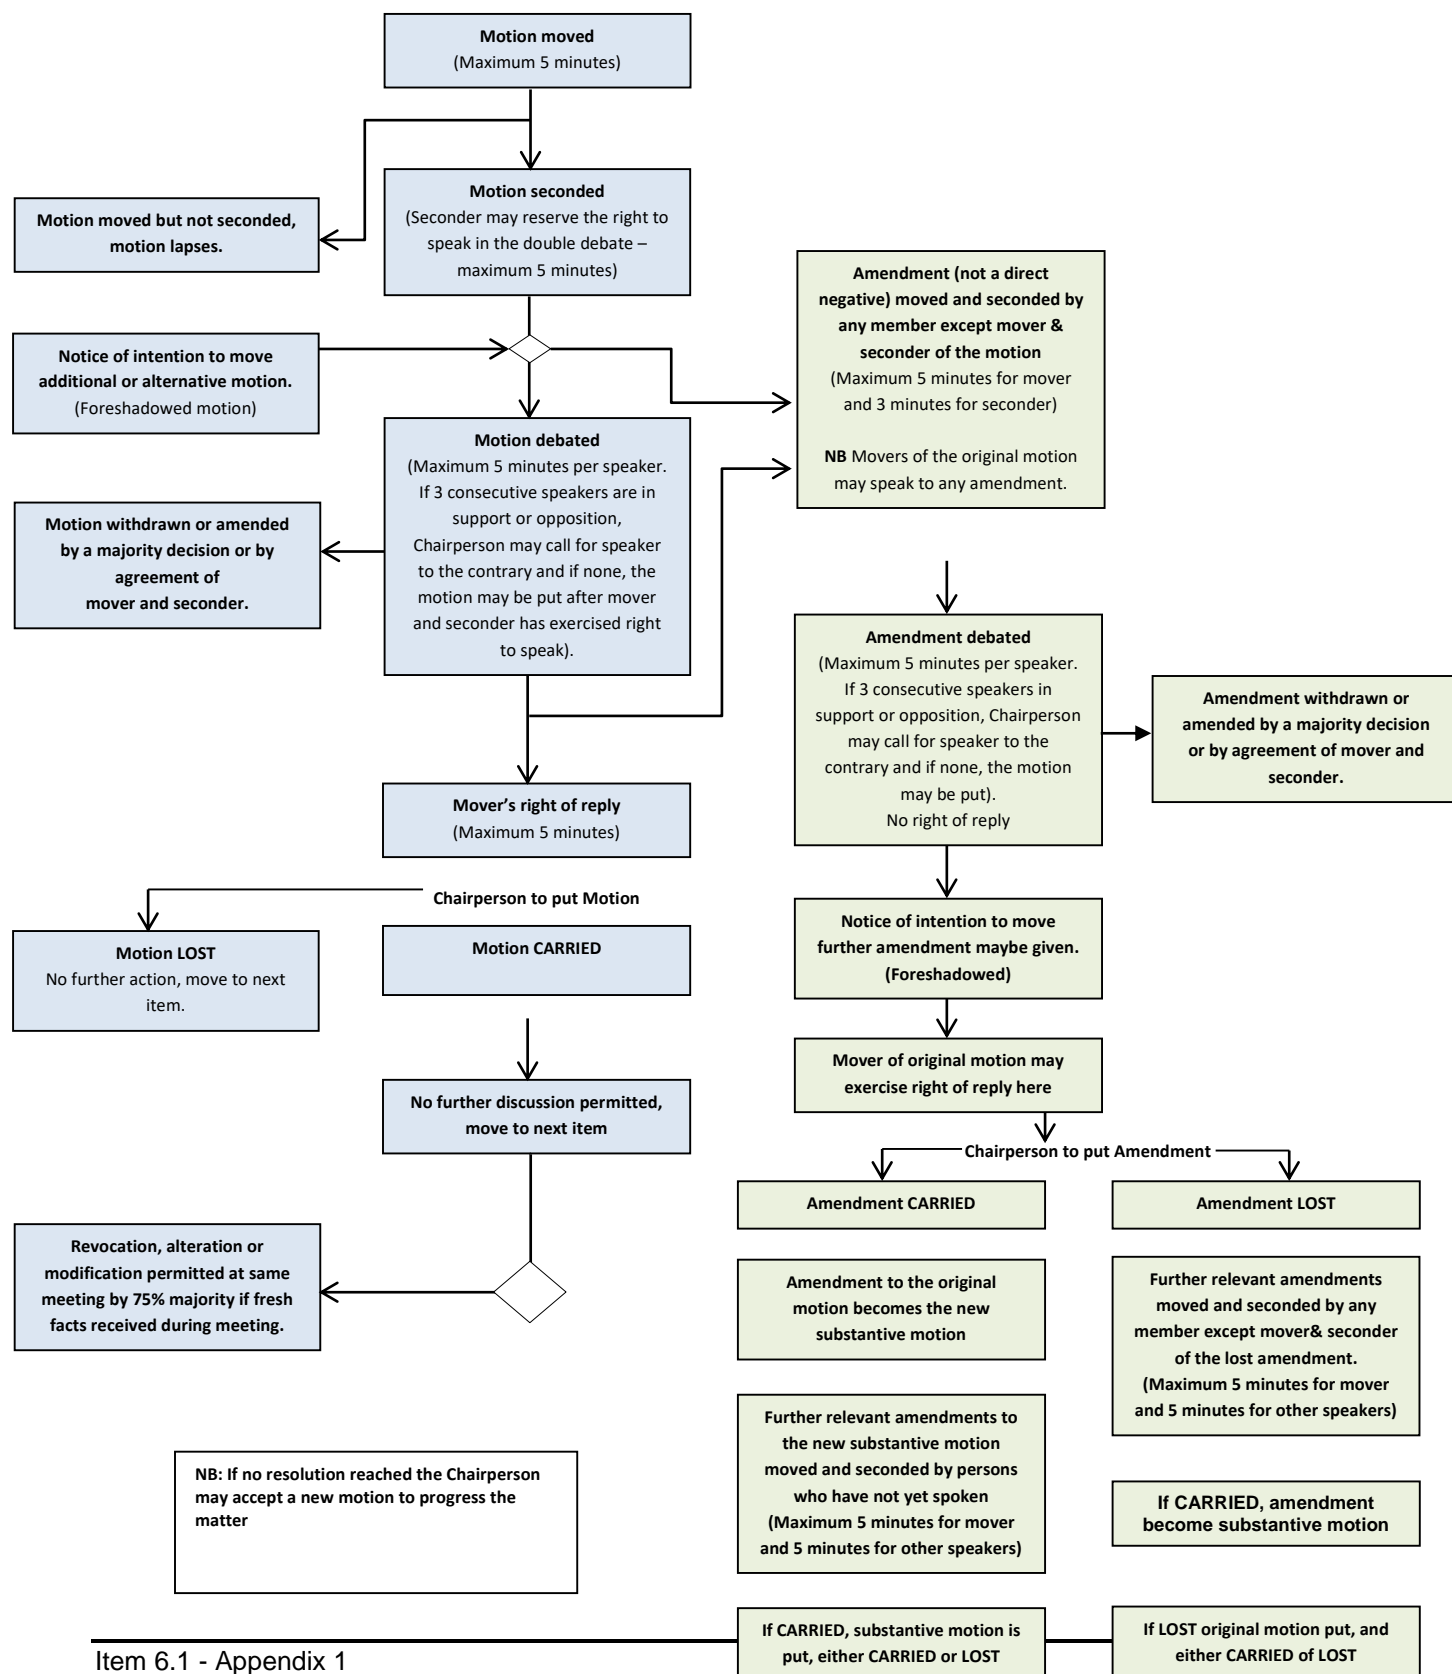 Motion moved
(Maximum 5 minutes)
Motion seconded
(Seconder may reserve the right to
speak in the double debate –
maximum 5 minutes)
Motion moved but not seconded,
motion lapses.
Amendment (not a direct
negative) moved and seconded by
any member except mover &
seconder of the motion
(Maximum 5 minutes for mover
and 3 minutes for seconder)
NB Movers of the original motion
may speak to any amendment.
Notice of intention to move
additional or alternative motion.
(Foreshadowed motion)
Motion debated
(Maximum 5 minutes per speaker.
If 3 consecutive speakers are in
support or opposition,
Chairperson may call for speaker
to the contrary and if none, the
motion may be put after mover
and seconder has exercised right
to speak).
Motion withdrawn or amended
by a majority decision or by
agreement of
mover and seconder.
Amendment debated
(Maximum 5 minutes per speaker.
If 3 consecutive speakers in
support or opposition, Chairperson
may call for speaker to the
contrary and if none, the motion
may be put).
No right of reply
Amendment withdrawn or
amended by a majority decision
or by agreement of mover and
seconder.
Mover’s right of reply
(Maximum 5 minutes)
Chairperson to put Motion
Motion LOST
No further action, move to next
item.
Motion CARRIED
Notice of intention to move
further amendment maybe given.
(Foreshadowed)
Mover of original motion may
exercise right of reply here
No further discussion permitted,
move to next item
Chairperson to put Amendment
Amendment CARRIED
Amendment LOST
Revocation, alteration or
modification permitted at same
meeting by 75% majority if fresh
facts received during meeting.
Amendment to the original
motion becomes the new
substantive motion
Further relevant amendments
moved and seconded by any
member except mover& seconder
of the lost amendment.
(Maximum 5 minutes for mover
and 5 minutes for other speakers)
Further relevant amendments to
the new substantive motion
moved and seconded by persons
who have not yet spoken
(Maximum 5 minutes for mover
and 5 minutes for other speakers)
NB: If no resolution reached the Chairperson
may accept a new motion to progress the
matter
If CARRIED, amendment
become substantive motion
If CARRIED, substantive motion is
put, either CARRIED or LOST
If LOST original motion put, and
either CARRIED of LOST
Item 6.1 - Appendix 1